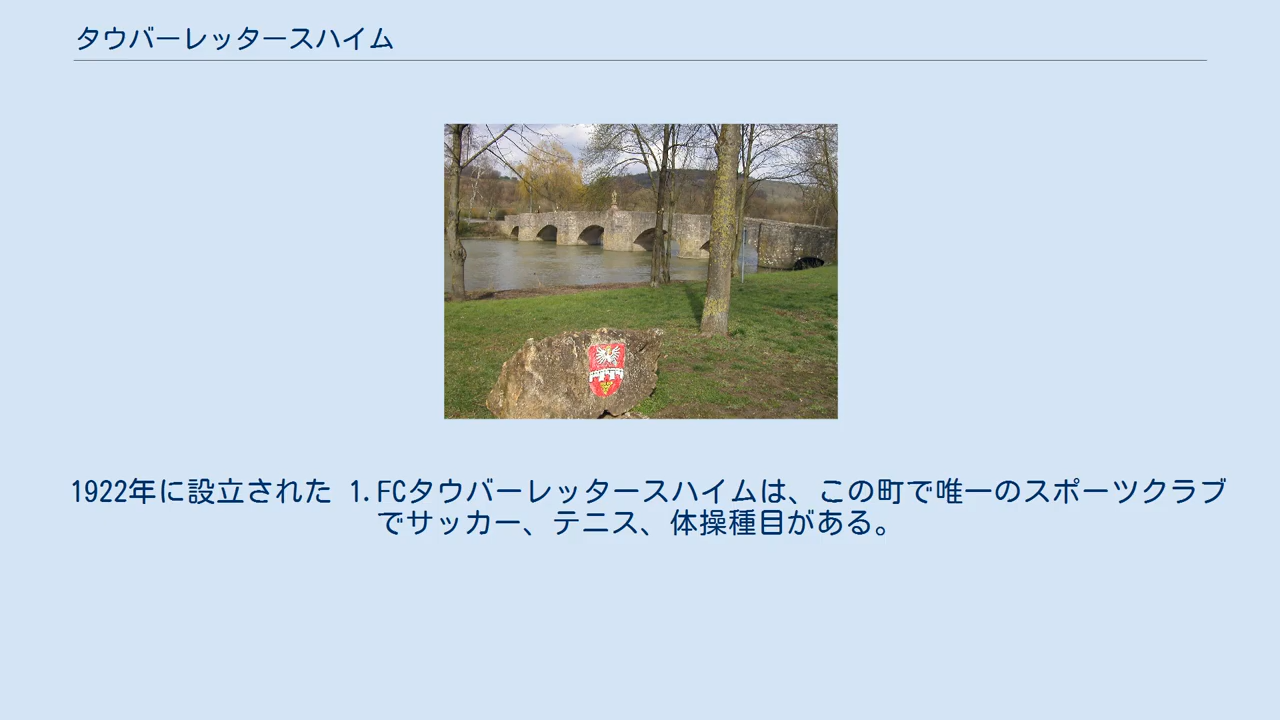 タウバーレッタースハイム
1922年に設立された 1.FCタウバーレッタースハイムは、この町で唯一のスポーツクラブ
でサッカー、テニス、体操種目がある。